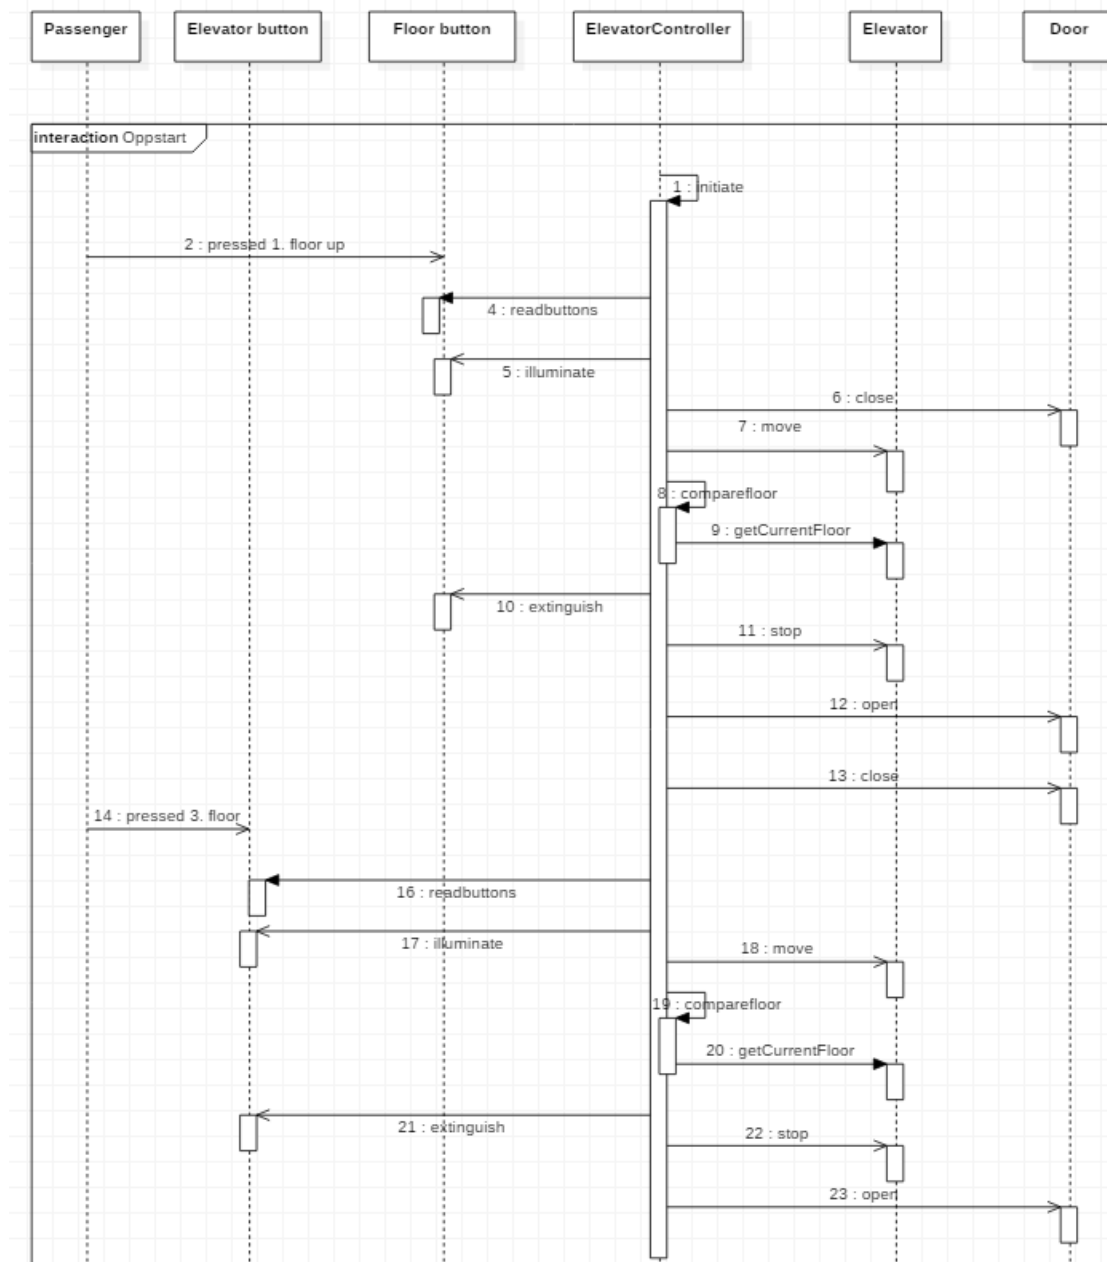 Passenger
Elevator button
Floor button
ElevatorController
Elevator
Door
interaction Oppstart
1 : initiate
2 : pressed 1. floor up
4 : readbuttons
5 : illuminate
6 : close
7 : move
8 : comparefloor
9 : getCurrentFloor
10 : extinguish
11 : stop
12 : open
13 : close
14 : pressed 3. floor
16 : readbuttons
17 : illuminate
18 : move
19 : comparefloor
20 : getCurrentFloor
21 : extinguish
22 : stop
23 : open